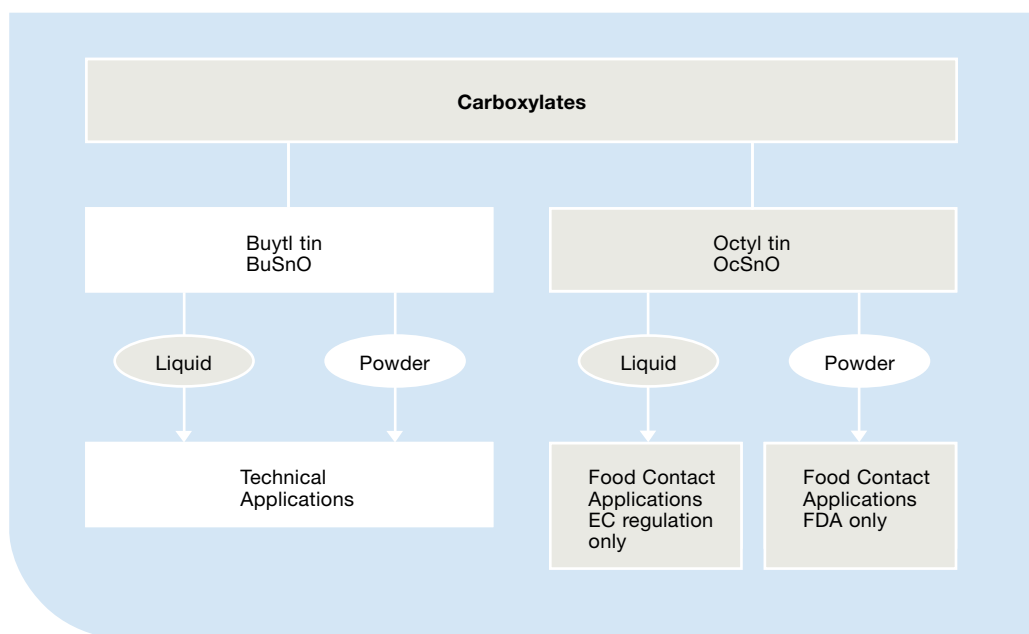 Carboxylates
Buytl tin
BuSnO
Octyl tin
OcSnO
Liquid
Powder
Liquid
Powder
Technical
Applications
Food Contact
Applications
EC regulation
only
Food Contact
Applications
FDA only